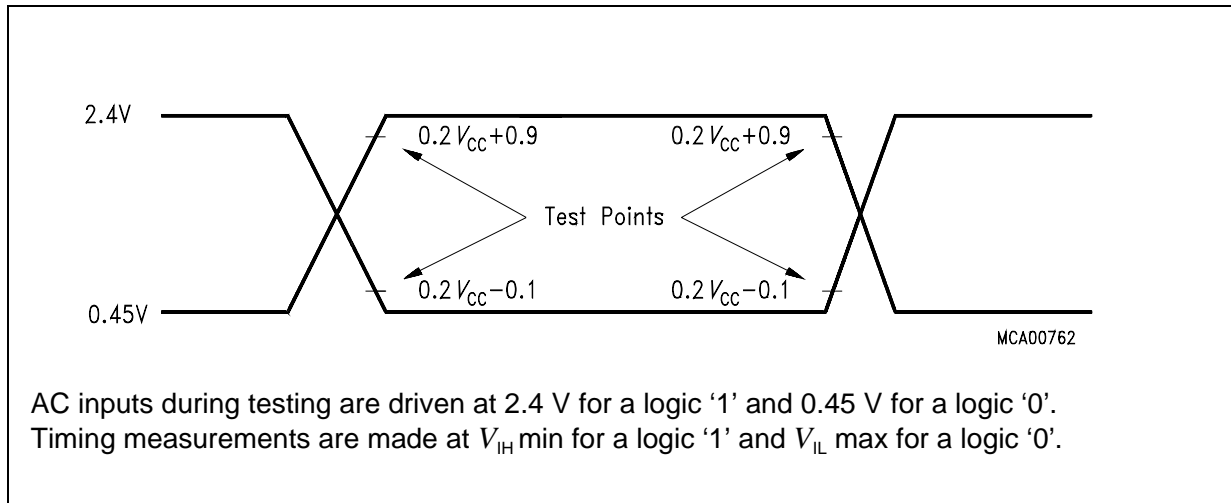 2.4V
0.2 VCC+0.9 0.2 VCC+0.9
Test Points
0.2 VCC−0.1 0.2 VCC−0.1
0.45V
MCA00762
AC inputs during testing are driven at 2.4 V for a logic ‘1’ and 0.45 V for a logic ‘0’.
Timing measurements are made at VIH min for a logic ‘1’ and VIL max for a logic ‘0’.